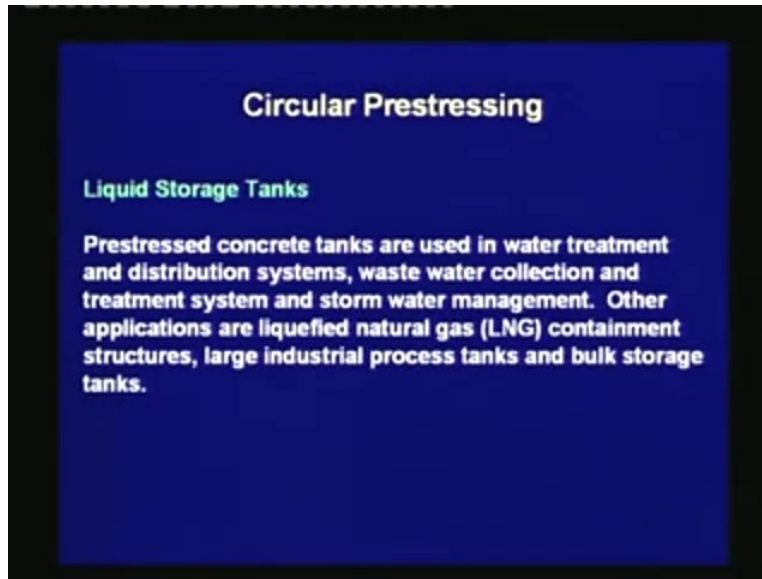 Circular Prestressing
Liquid Storage Tanks
Prestressed concrete tanks are used in water treatment
and distribution systems, waste water collection and
treatment system and storm water management. Other
applications are liquefied natural gas (LNG) containment
structures, large industrial process tanks and bulk storage
tanks.